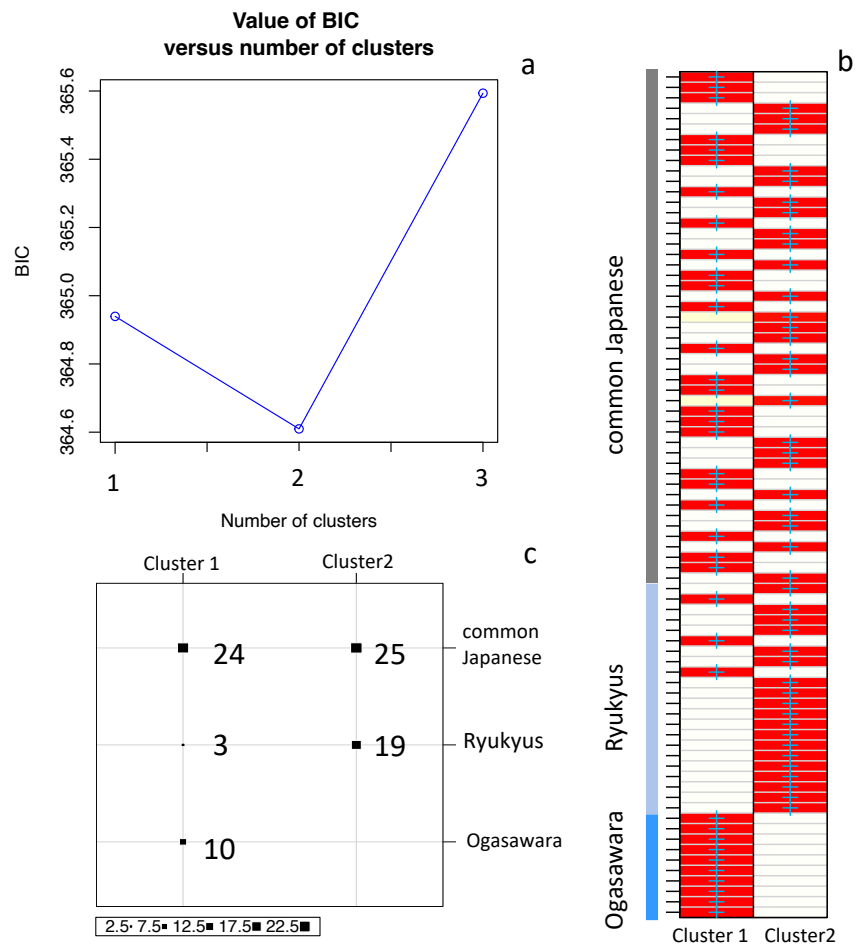 Value of BIC
versus number of clusters
a
365.6
365.4
365.2
365.0
364.8
364.6
BIC
1
2
3
Number of clusters
b
common Japanese
Ryukyus
Ogasawara
Cluster 1
Cluster2
c
Cluster 1
Cluster2
24
25
common
Japanese
3
19
Ryukyus
10
Ogasawara
2.5 7.5 12.5 17.5 22.5